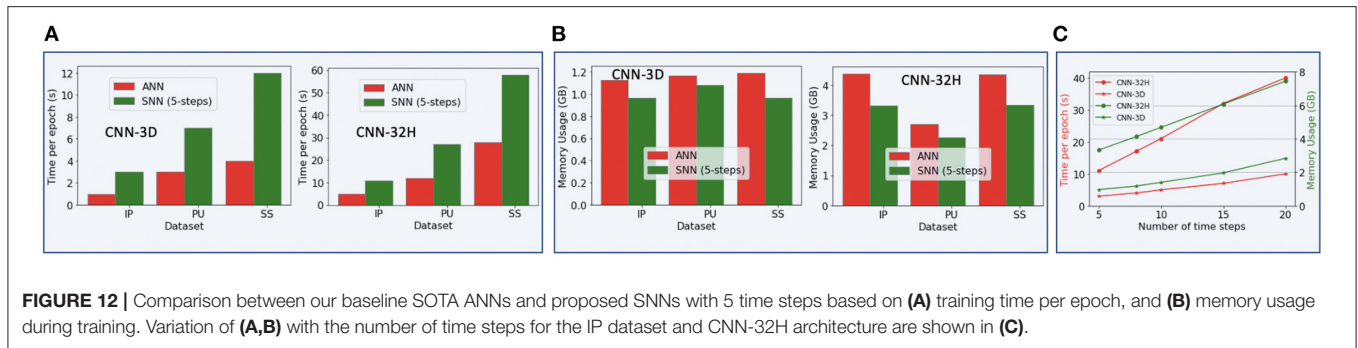 A
B
C
Time per epoch (s)
12
10
8
6
4
2
0
ANN
SNN (5-steps)
CNN-3D
IP
PU
SS
Dataset
Time per epoch (s)
60
50
40
30
20
10
0
ANN
SNN (5-steps)
CNN-32H
IP
PU
SS
Dataset
Memory Usage (GB)
1.2
1.0
0.8
0.6
0.4
0.2
0.0
CNN-3D
ANN
SNN (5-steps)
IP
PU
SS
Dataset
Memory Usage (GB)
4
3
2
1
0
CNN-32H
ANN
SNN (5-steps)
IP
PU
SS
Dataset
Time per epoch (s)
40
30
20
10
0
CNN-32H
CNN-3D
CNN-32H
CNN-3D
8
6
4
2
0
Memory Usage (GB)
5
10
15
20
Number of time steps
FIGURE 12 | Comparison between our baseline SOTA ANNs and proposed SNNs with 5 time steps based on (A) training time per epoch, and (B) memory usage
during training. Variation of (A,B) with the number of time steps for the IP dataset and CNN-32H architecture are shown in (C).